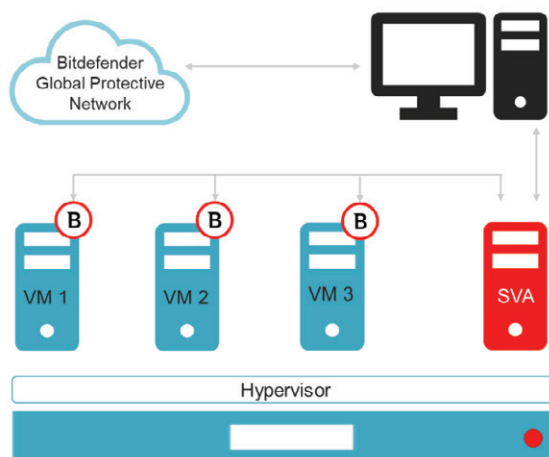 Bitdefender
Global Protective
Network
B
B
B
VM 1
VM 2
VM 3
SVA
Hypervisor